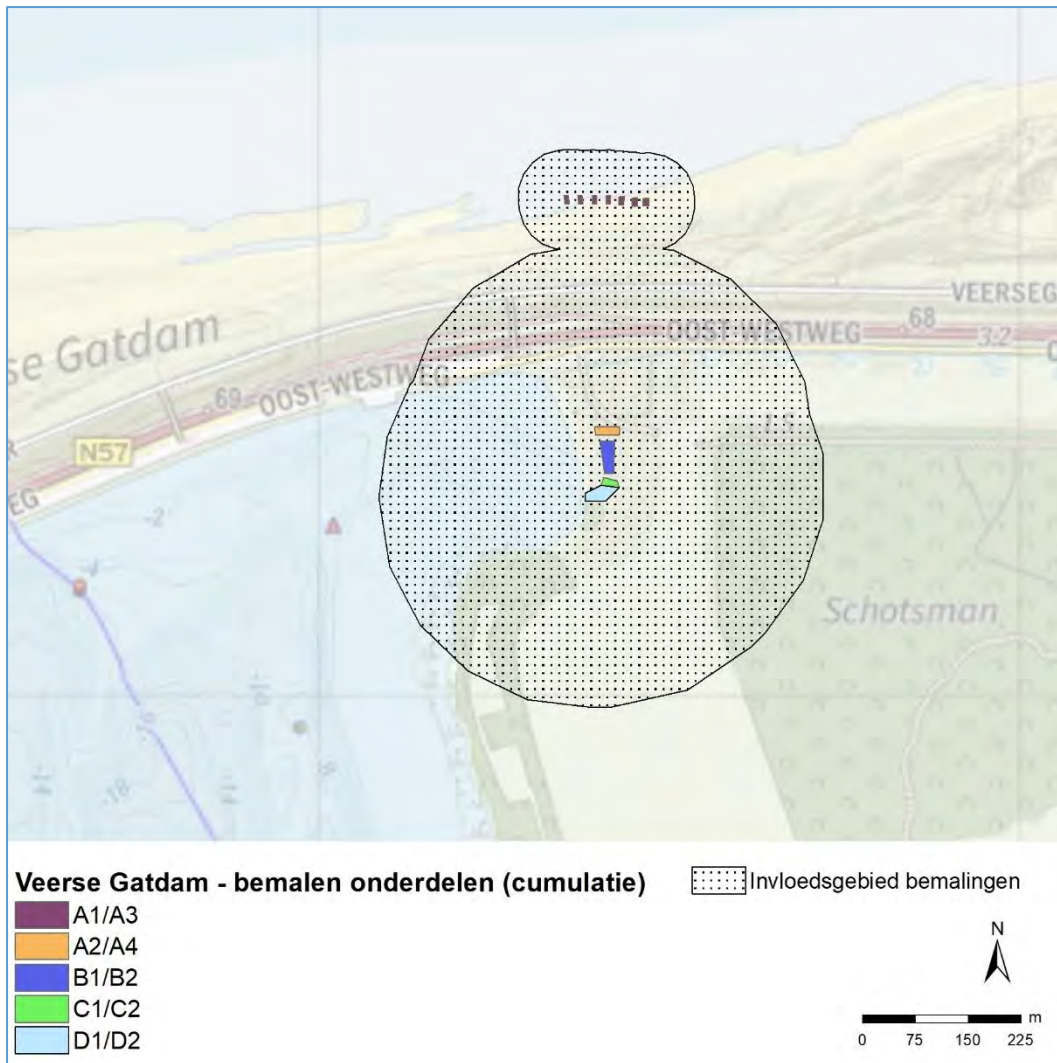 VEERSEG
OOST-WESTWEG
68
3.2
se Gatdam
69
OOST-WESTWEG
N57
EG
-2
Schotsman
-18
Veerse Gatdam - bemalen onderdelen (cumulatie)
Invloedsgebied bemalingen
A1/A3
A2/A4
B1/B2
C1/C2
D1/D2
N
m
0 75 150 225